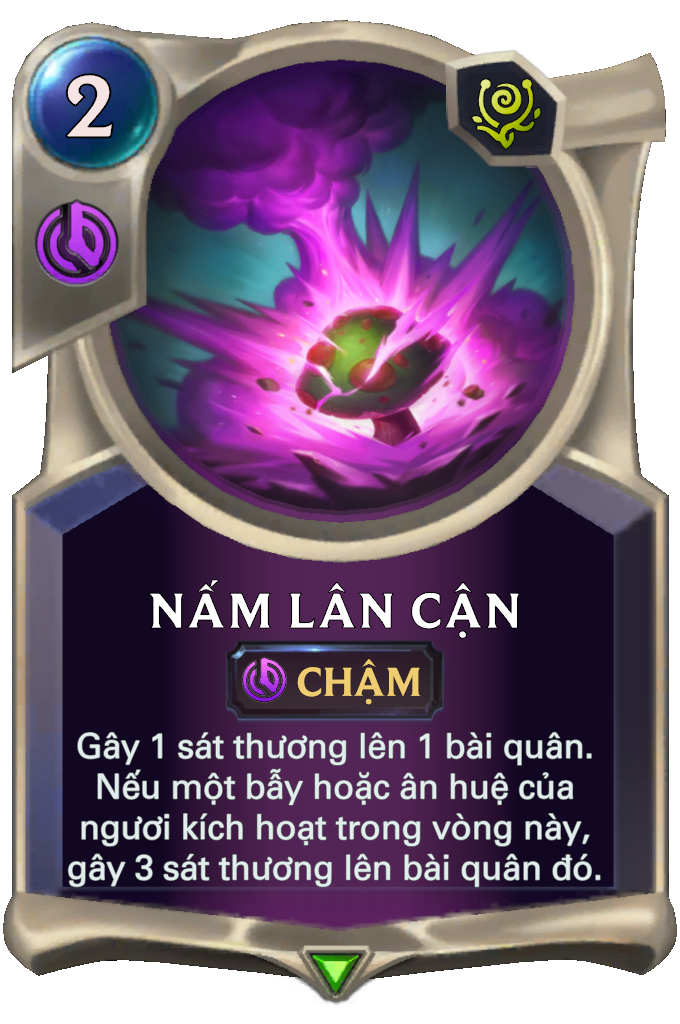 2
NẤM LÂN CẬN
CHẬM
Gây 1 sát thương lên 1 bài quân.
Nếu một bẫy hoặc ân huệ của
ngươi kích hoạt trong vòng này,
gây 3 sát thương lên bài quân đó.